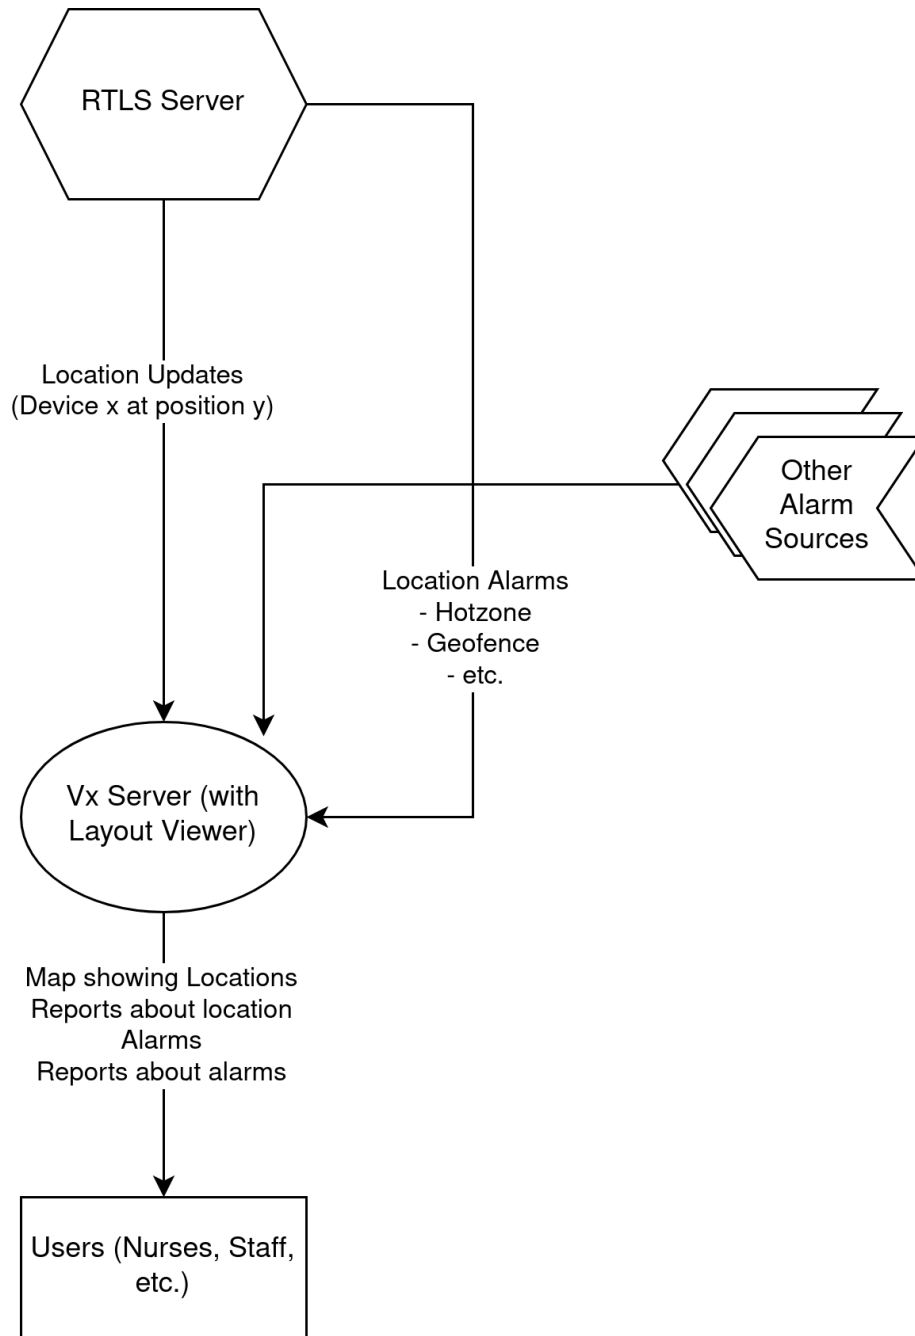 RTLS Server
Location Updates
(Device x at position y)
Other
Alarm
Sources
Location Alarms
- Hotzone
- Geofence
- etc.
Vx Server (with
Layout Viewer)
Map showing Locations
Reports about location
Alarms
Reports about alarms
Users (Nurses, Staff,
etc.)